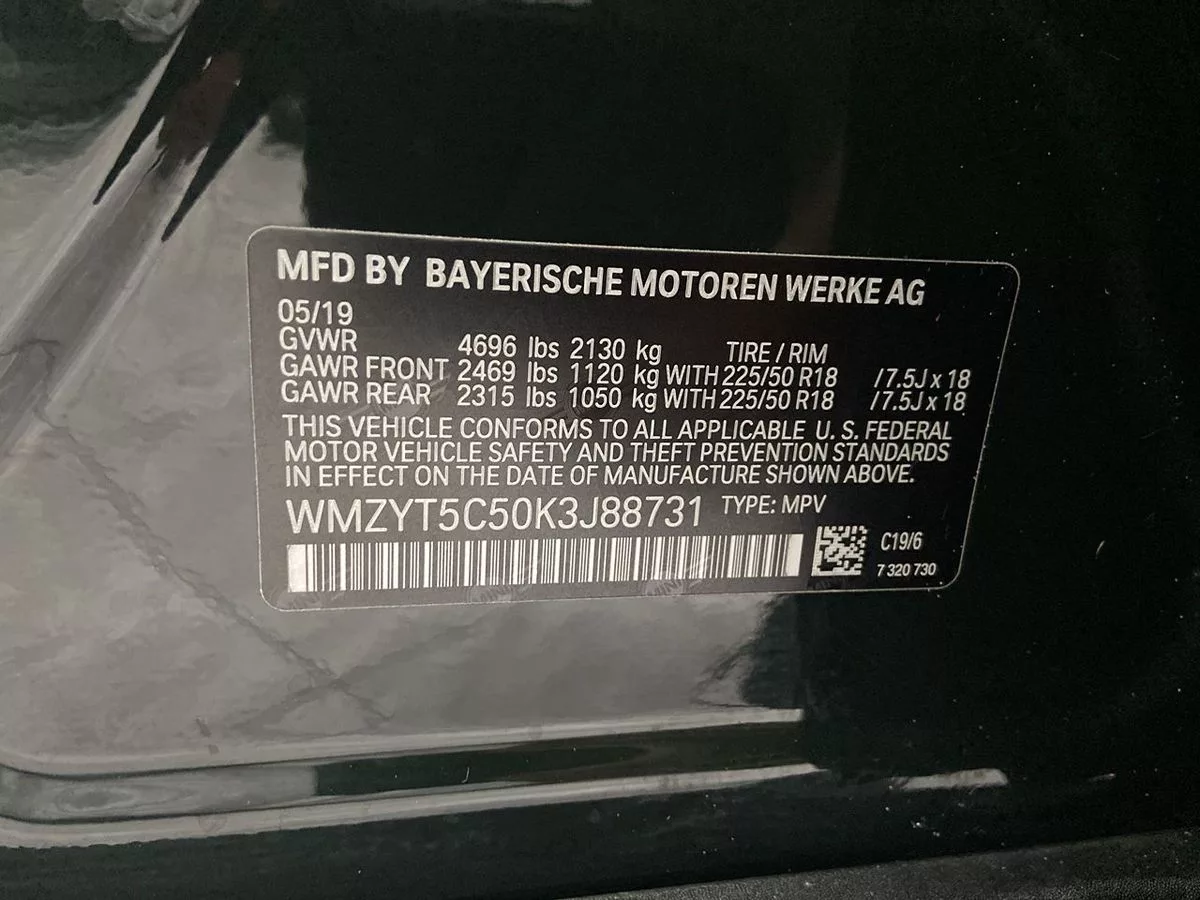 MFD BY BAYERISCHE MOTOREN WERKE AG
05/19
GVWR 4696 lbs 2130 kg TIRE / RIM
GAWR FRONT 2469 lbs 1120 kg WITH 225/50 R18 /7.5J x 18
GAWR REAR 2315 lbs 1050 kg WITH 225/50 R18 /7.5J x 18
THIS VEHICLE CONFORMS TO ALL APPLICABLE U. S. FEDERAL
MOTOR VEHICLE SAFETY AND THEFT PREVENTION STANDARDS
IN EFFECT ON THE DATE OF MANUFACTURE SHOWN ABOVE.
WMZYT5C50K3J88731 TYPE: MPV
C19/6
7 320 730